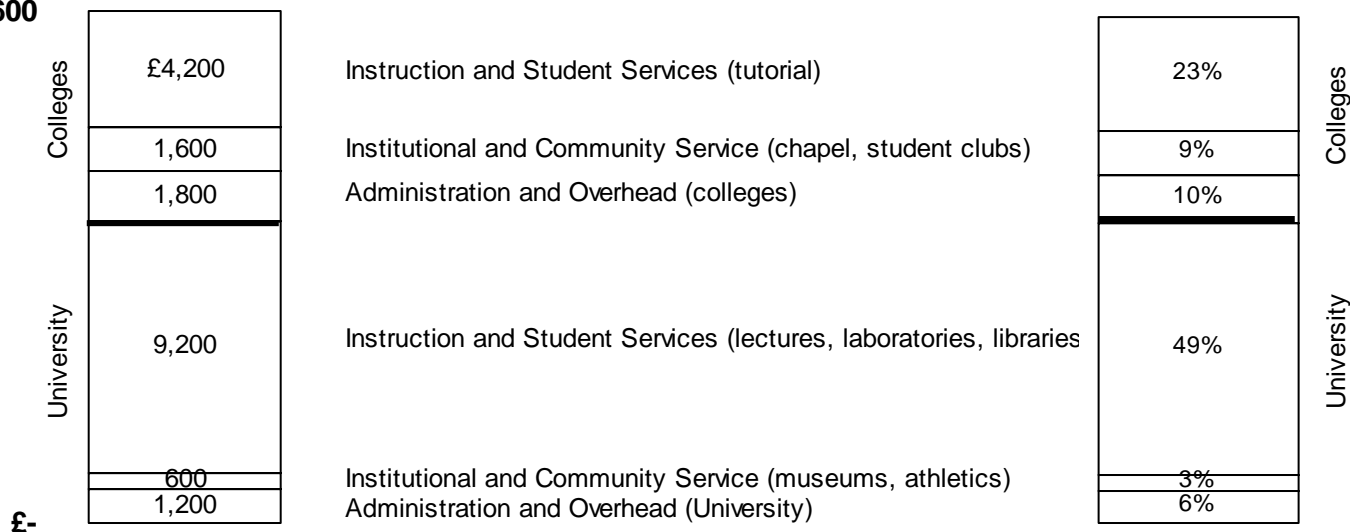 600
Colleges
£4,200 Instruction and Student Services (tutorial) 23%
Colleges
1,600 Institutional and Community Service (chapel, student clubs) 9%
1,800 Administration and Overhead (colleges) 10%
University
9,200 Instruction and Student Services (lectures, laboratories, libraries 49%
University
600 Institutional and Community Service (museums, athletics) 3%
1,200 Administration and Overhead (University) 6%
£-